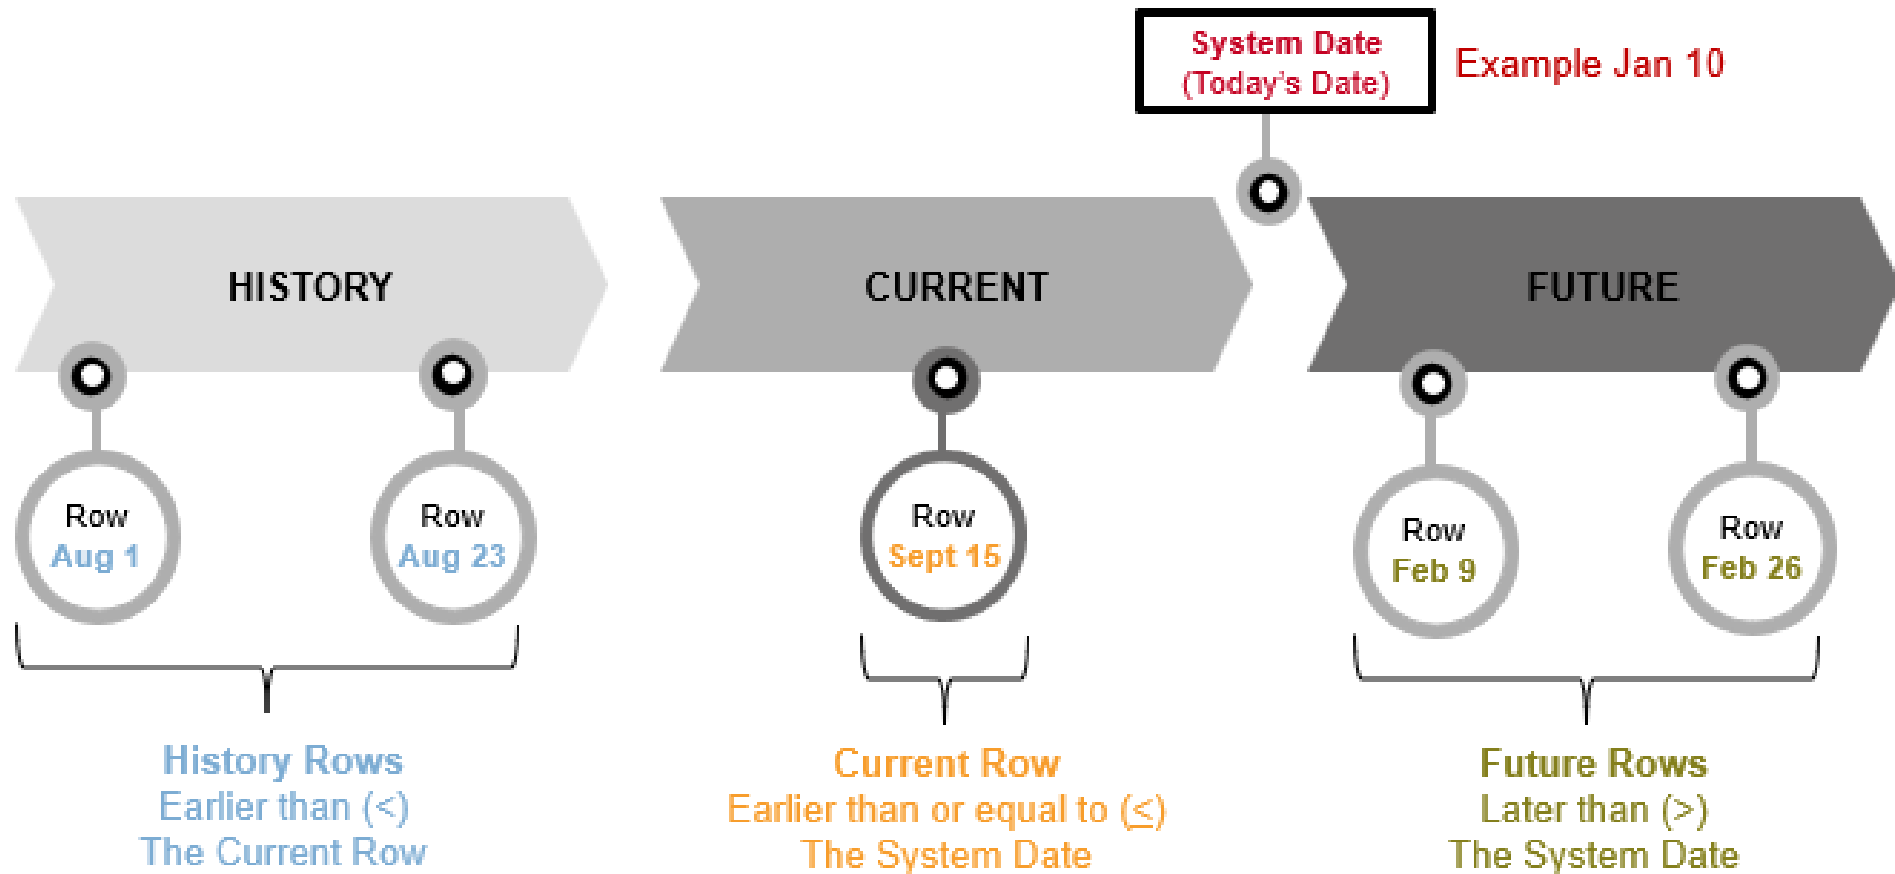 System Date
(Today's Date)
Example Jan 10
HISTORY
CURRENT
FUTURE
Row
Aug 1
Row
Aug 23
Row
Sept 15
Row
Feb 9
Row
Feb 26
History Rows
Earlier than (<)
The Current Row
Current Row
Earlier than or equal to (≤)
The System Date
Future Rows
Later than (>)
The System Date